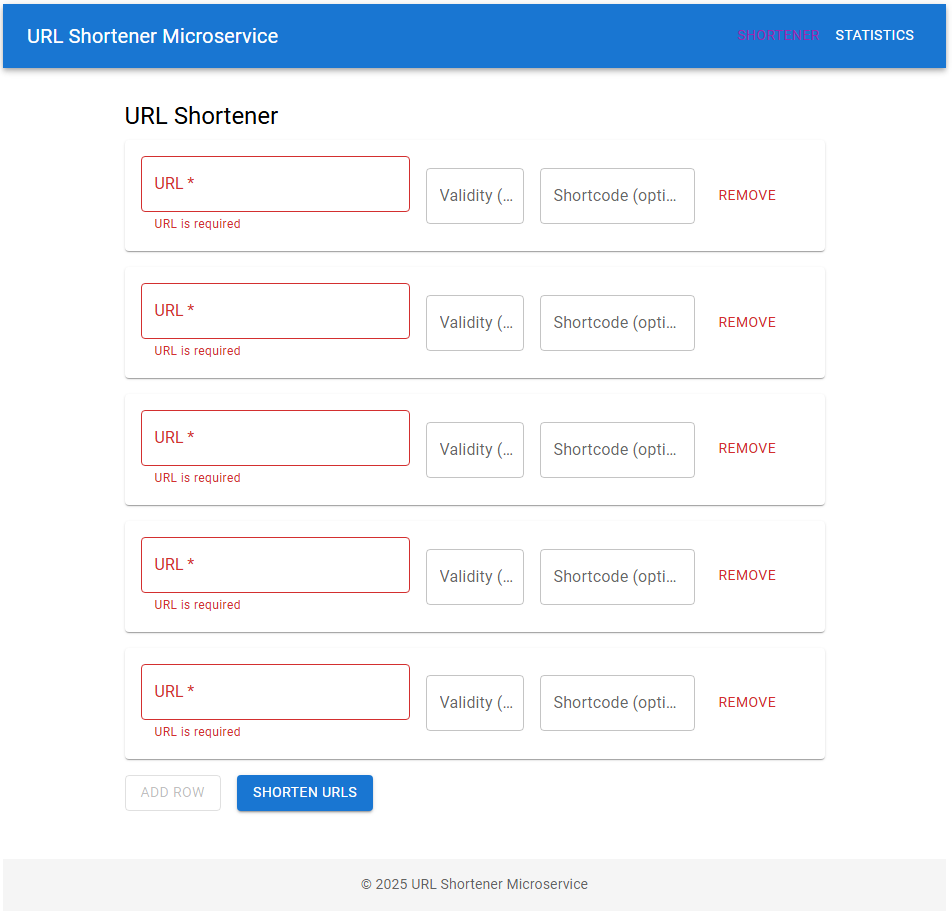 URL Shortener Microservice SHORTENER STATISTICS
URL Shortener
URL * Validity (... Shortcode (opti... REMOVE
URL is required
URL * Validity (... Shortcode (opti... REMOVE
URL is required
URL * Validity (... Shortcode (opti... REMOVE
URL is required
URL * Validity (... Shortcode (opti... REMOVE
URL is required
URL * Validity (... Shortcode (opti... REMOVE
URL is required
ADD ROW SHORTEN URLS
© 2025 URL Shortener Microservice